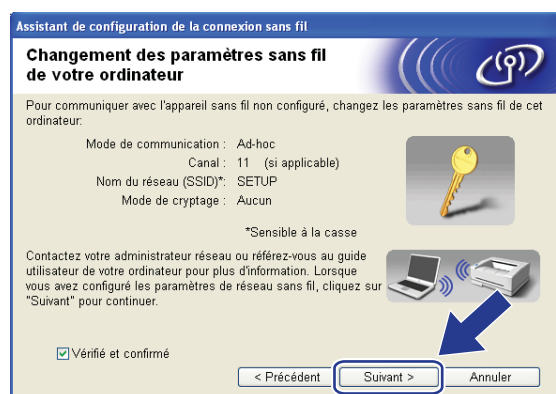 Assistant de configuration de la connexion sans fil
Changement des paramètres sans fil
de votre ordinateur
Pour communiquer avec l'appareil sans fil non configuré, changez les paramètres sans fil de cet
ordinateur:
Mode de communication : Ad-hoc
Canal : 11 (si applicable)
Nom du réseau (SSID)*: SETUP
Mode de cryptage : Aucun
*Sensible à la casse
Contactez votre administrateur réseau ou référez-vous au guide
utilisateur de votre ordinateur pour plus d'information. Lorsque
vous avez configuré les paramètres de réseau sans fil, cliquez sur
"Suivant" pour continuer.
Vérifié et confirmé
< Précédent Suivant > Annuler